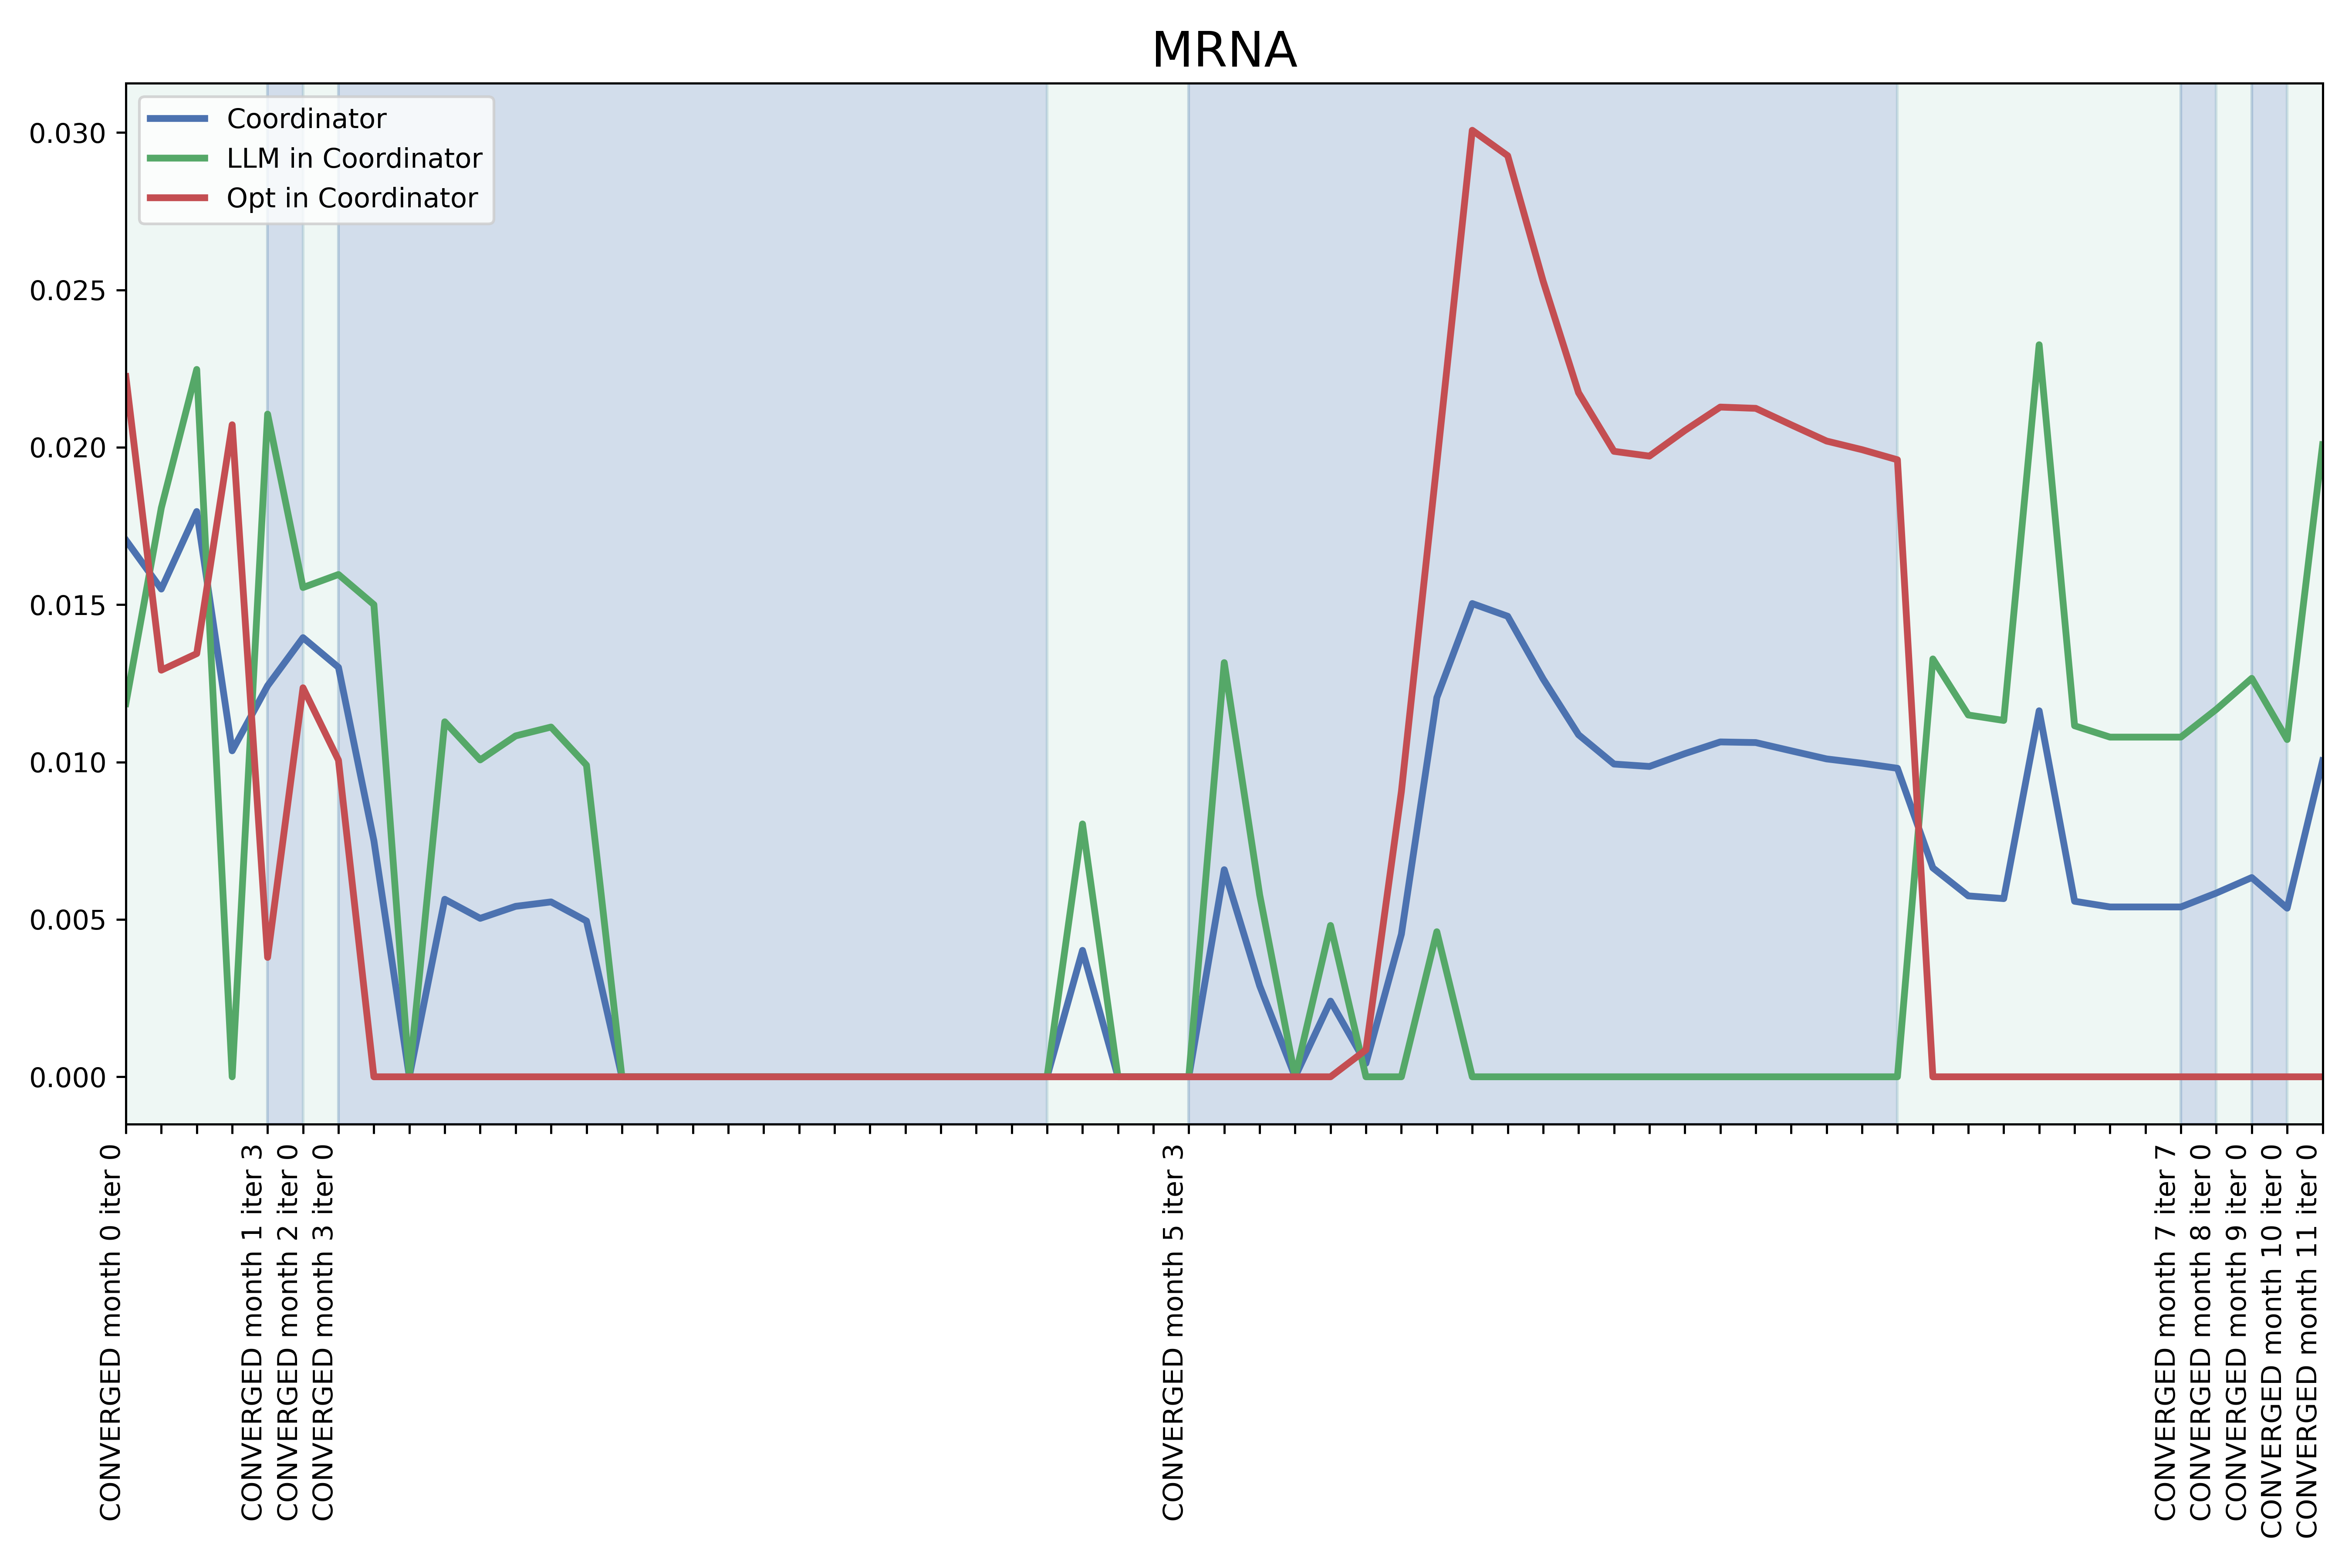 MRNA
Coordinator
LLM in Coordinator
Opt in Coordinator
0.030
0.025
0.020
0.015
0.010
0.005
0.000
CONVERGED month 0 iter 0
CONVERGED month 1 iter 3
CONVERGED month 2 iter 0
CONVERGED month 3 iter 0
CONVERGED month 5 iter 3
CONVERGED month 7 iter 7
CONVERGED month 8 iter 0
CONVERGED month 9 iter 0
CONVERGED month 10 iter 0
CONVERGED month 11 iter 0